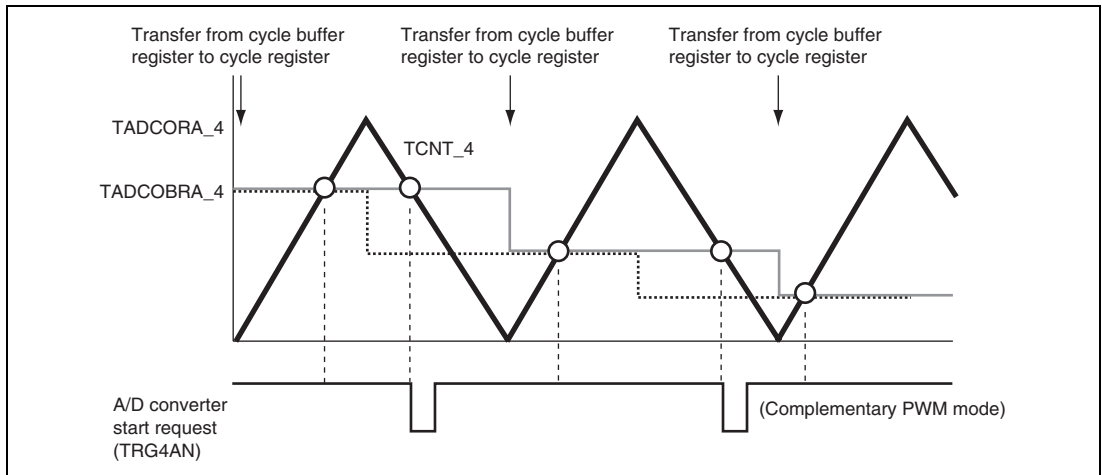 Transfer from cycle buffer
register to cycle register
Transfer from cycle buffer
register to cycle register
Transfer from cycle buffer
register to cycle register
TADCORA_4
TCNT_4
TADCOBRA_4
A/D converter
start request
(TRG4AN)
(Complementary PWM mode)